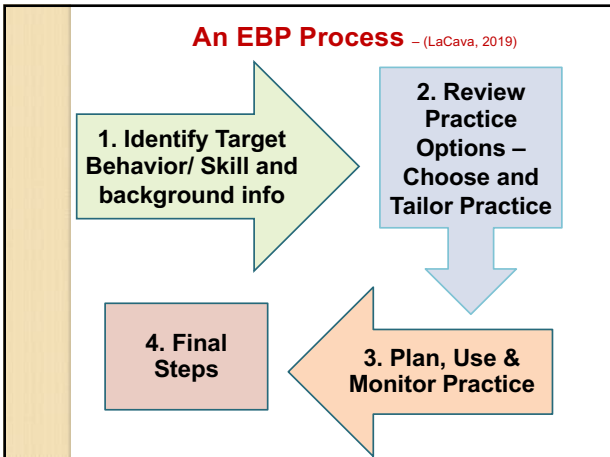 An EBP Process – (LaCava, 2019)
1. Identify Target
Behavior/ Skill and
background info
2. Review
Practice
Options –
Choose and
Tailor Practice
3. Plan, Use &
Monitor Practice
4. Final
Steps